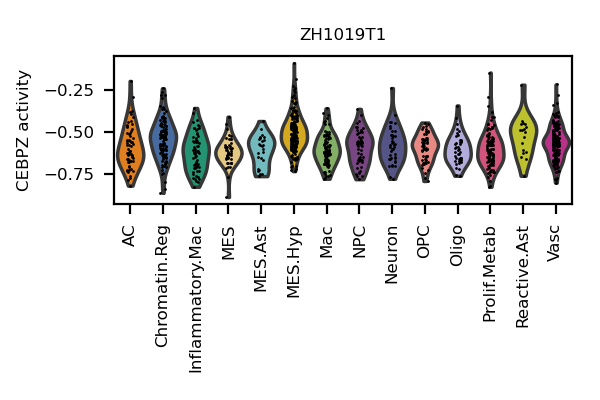 ZH1019T1
CEBPZ activity
−0.25
−0.50
−0.75
AC
Chromatin.Reg
Inflammatory.Mac
MES
MES.Ast
MES.Hyp
Mac
NPC
Neuron
OPC
Oligo
Prolif.Metab
Reactive.Ast
Vasc